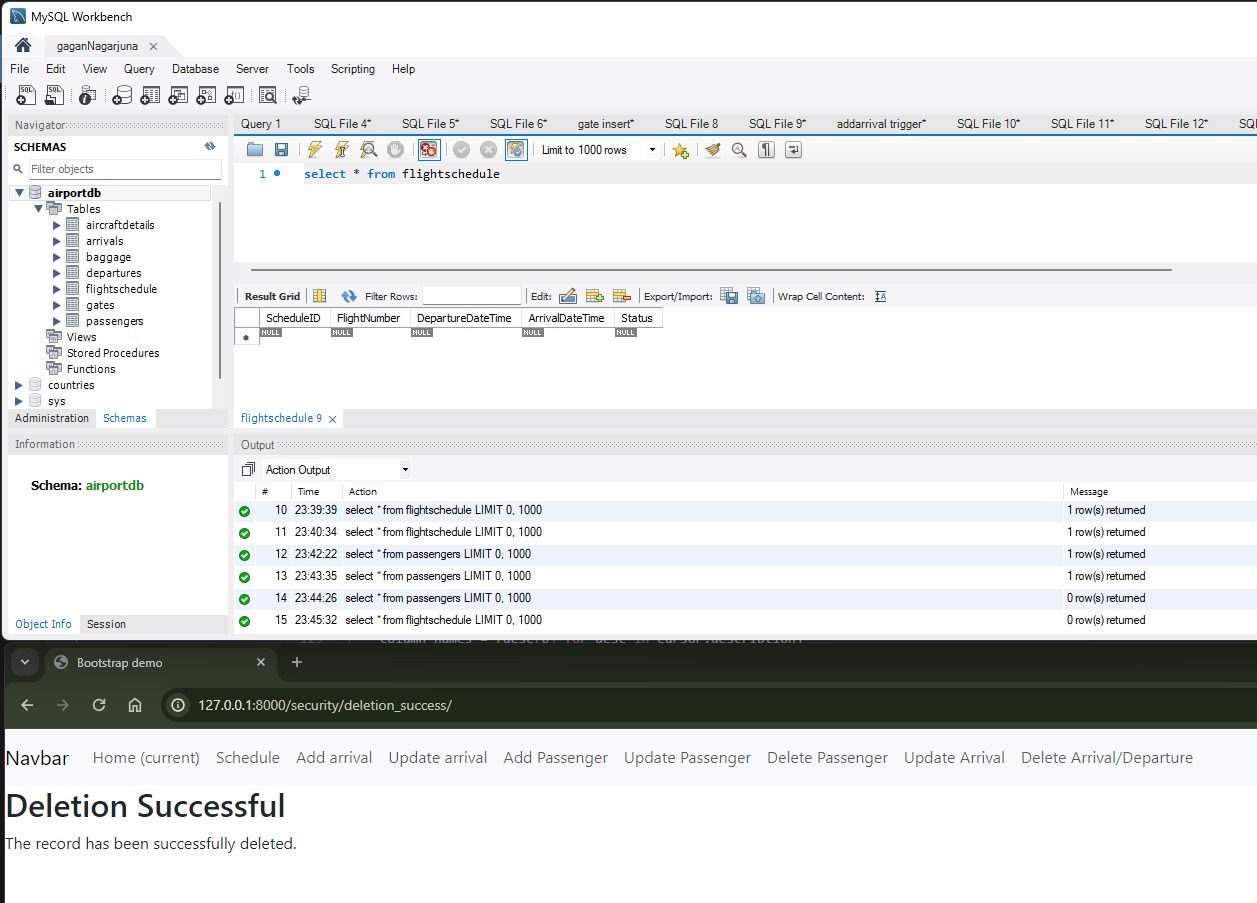 MySQL Workbench
gaganNagarjuna
File Edit View Query Database Server Tools Scripting Help
Navigator
SCHEMAS
Filter objects
airportdb
Tables
aircraftdetails
arrivals
baggage
departures
flightschedule
gates
passengers
Views
Stored Procedures
Functions
countries
sys
Administration Schemas
Information
Schema: airportdb
Object Info Session
Query 1 SQL File 4* SQL File 5* SQL File 6* gate insert* SQL File 8 SQL File 9* addarrival trigger* SQL File 10* SQL File 11* SQL File 12* SQ
Limit to 1000 rows
1 select * from flightschedule
Result Grid Filter Rows: Edit: Export/Import: Wrap Cell Content:
ScheduleID FlightNumber DepartureDateTime ArrivalDateTime Status
* NULL NULL NULL NULL NULL
flightschedule 9
Output
Action Output
# Time Action Message
10 23:39:39 select * from flightschedule LIMIT 0, 1000 1 row(s) returned
11 23:40:34 select * from flightschedule LIMIT 0, 1000 1 row(s) returned
12 23:42:22 select * from passengers LIMIT 0, 1000 1 row(s) returned
13 23:43:35 select * from passengers LIMIT 0, 1000 1 row(s) returned
14 23:44:26 select * from passengers LIMIT 0, 1000 0 row(s) returned
15 23:45:32 select * from flightschedule LIMIT 0, 1000 0 row(s) returned
Bootstrap demo
127.0.0.1:8000/security/deletion_success/
Navbar Home (current) Schedule Add arrival Update arrival Add Passenger Update Passenger Delete Passenger Update Arrival Delete Arrival/Departure
Deletion Successful
The record has been successfully deleted.